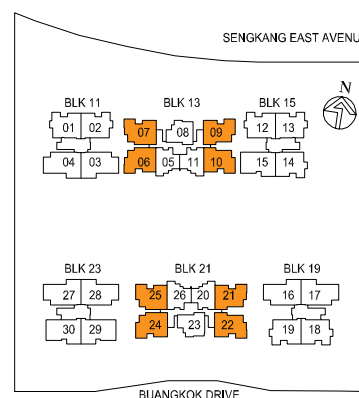 SENGKANG EAST AVENU
N
BLK 11 BLK 13 BLK 15
01 02 07 08 09 12 13
04 03 06 05 11 10 15 14
BLK 23 BLK 21 BLK 19
27 28 25 26 20 21 16 17
30 29 24 23 22 19 18
BUANGKOK DRIVE